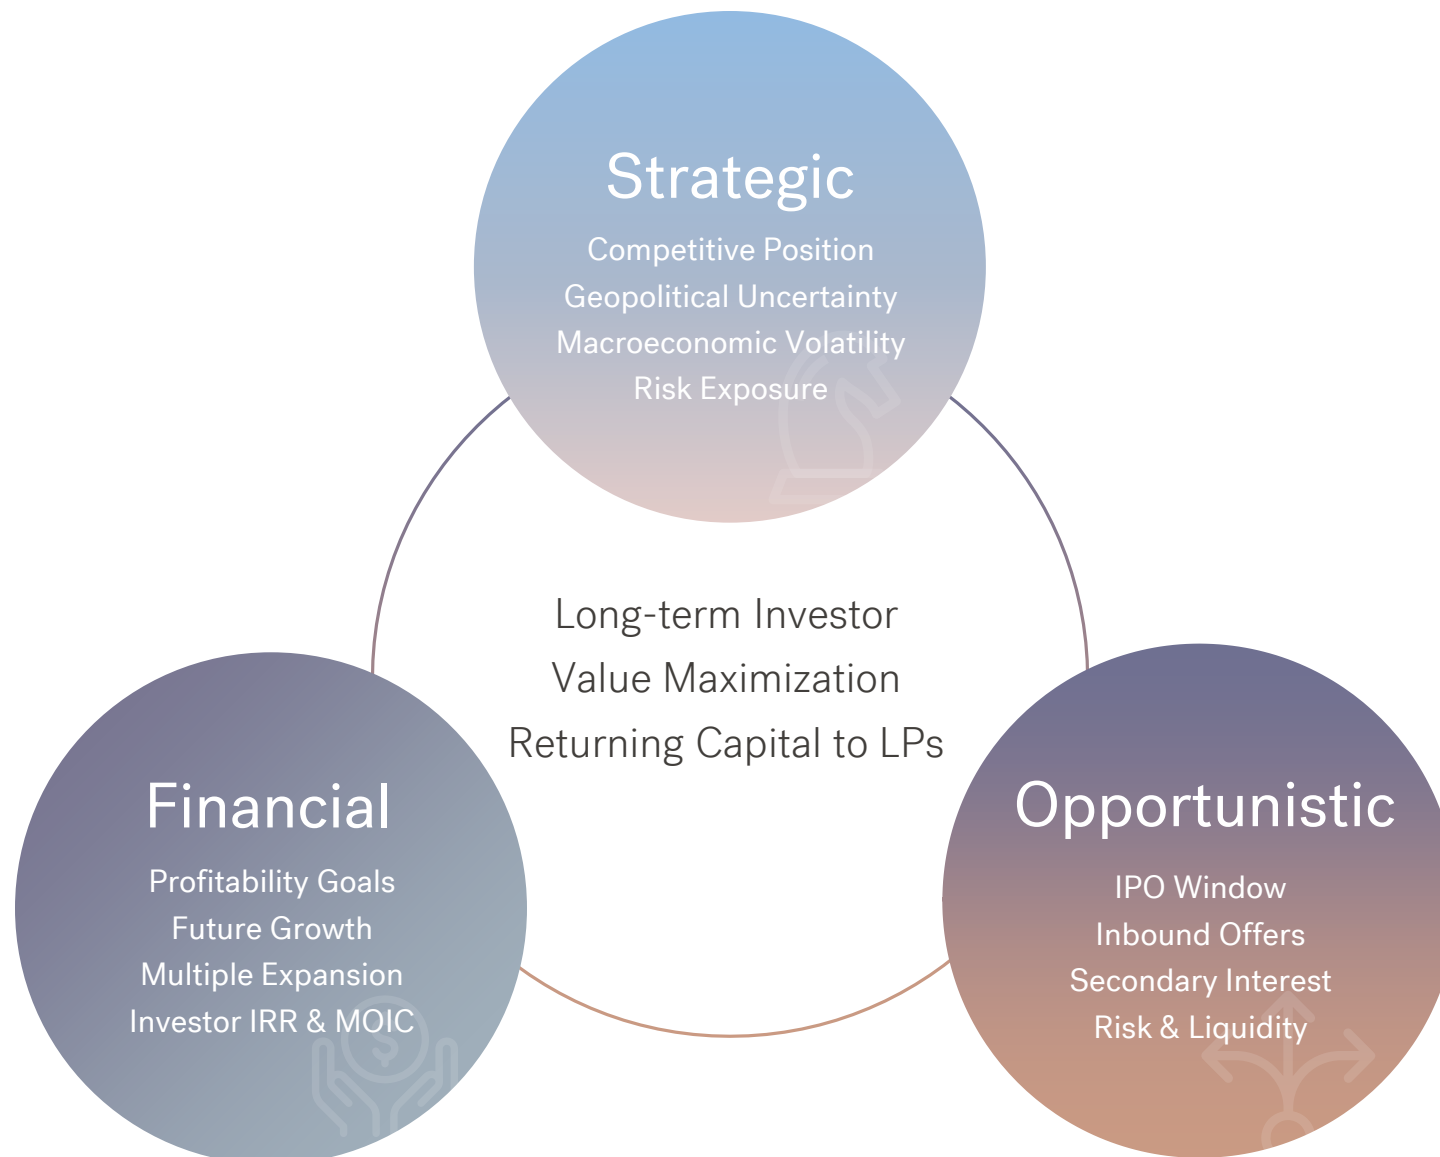 Strategic
Competitive Position
Geopolitical Uncertainty
Macroeconomic Volatility
Risk Exposure
Long-term Investor
Value Maximization
Returning Capital to LPs
Financial
Profitability Goals
Future Growth
Multiple Expansion
Investor IRR & MOIC
Opportunistic
IPO Window
Inbound Offers
Secondary Interest
Risk & Liquidity